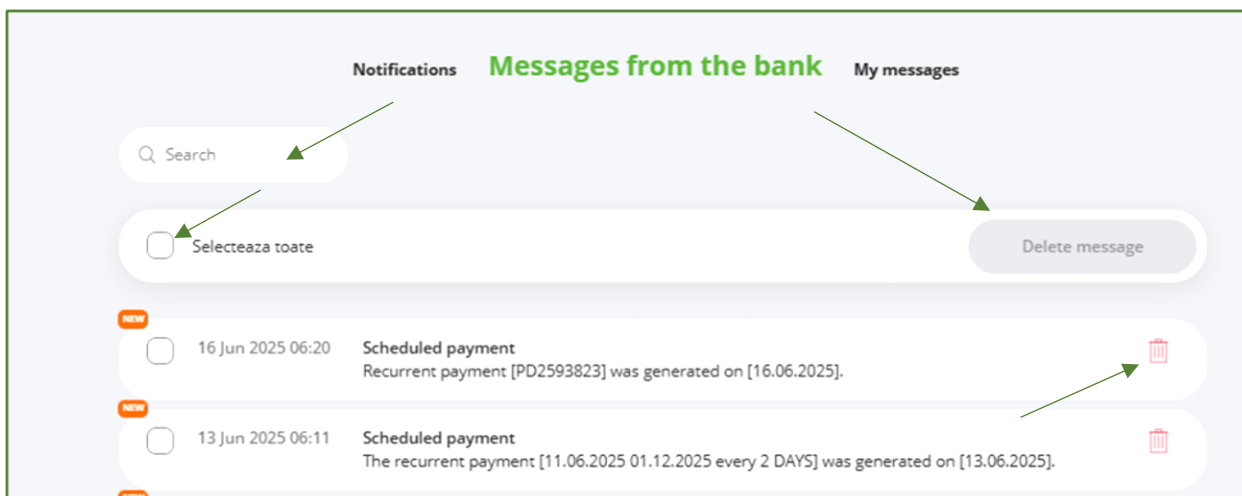 Notifications Messages from the bank My messages
Search
Selecteaza toate Delete message
NEW
16 Jun 2025 06:20 Scheduled payment
Recurrent payment [PD2593823] was generated on [16.06.2025].
NEW
13 Jun 2025 06:11 Scheduled payment
The recurrent payment [11.06.2025 01.12.2025 every 2 DAYS] was generated on [13.06.2025].